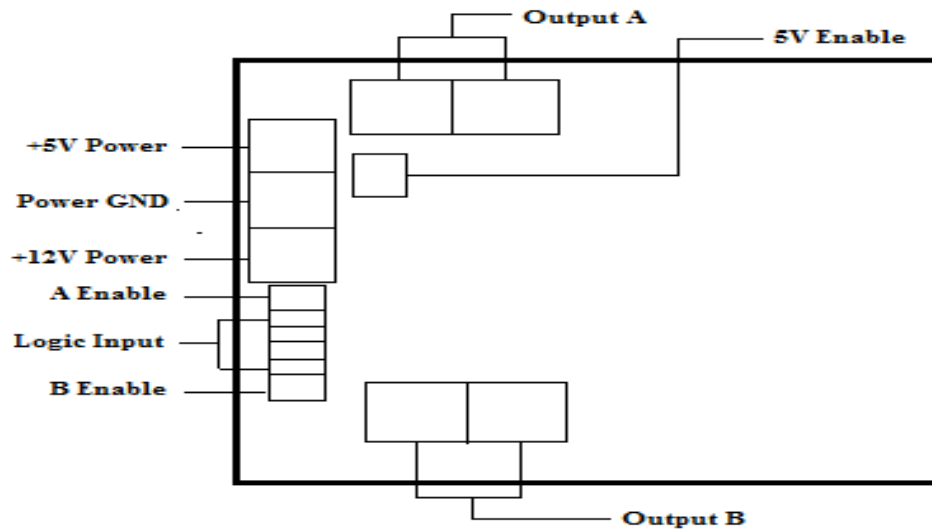 Output A
5V Enable
+5V Power
Power GND
+12V Power
A Enable
Logic Input
B Enable
Output B